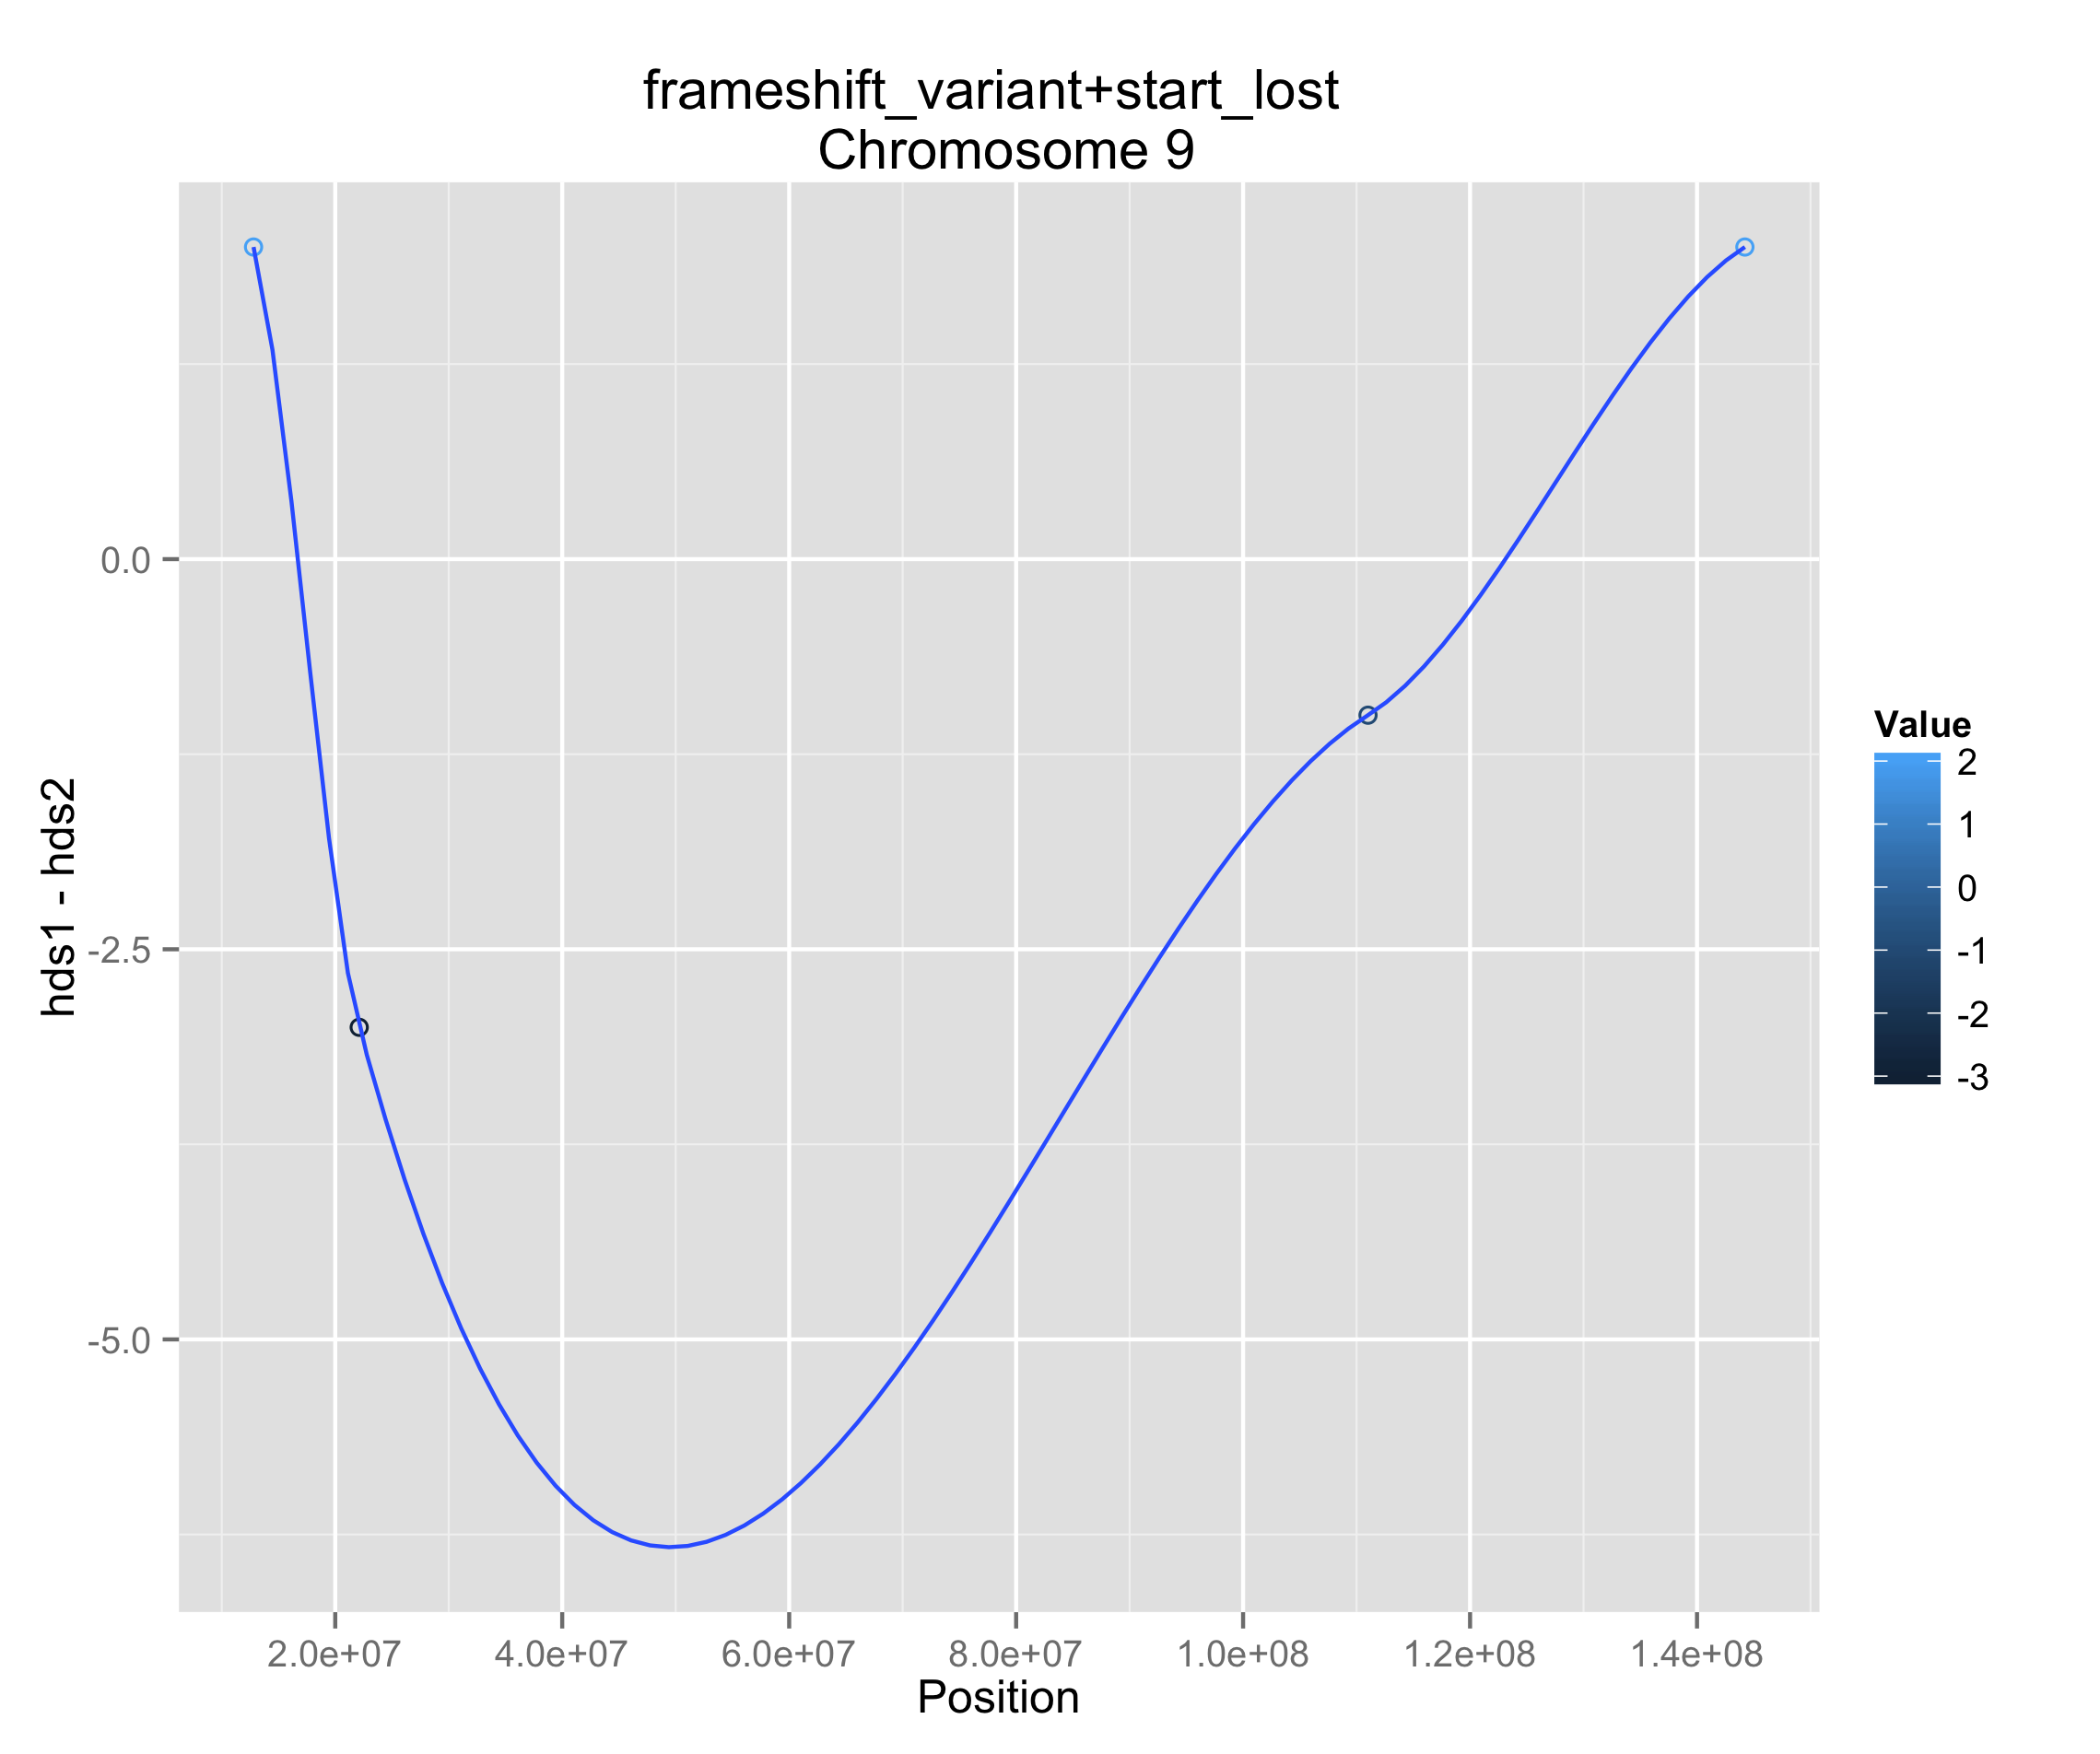 frameshift_variant+start_lost
Chromosome 9
hds1 - hds2
0.0
-2.5
-5.0
2.0e+07 4.0e+07 6.0e+07 8.0e+07 1.0e+08 1.2e+08 1.4e+08
Position
Value
2
1
0
-1
-2
-3